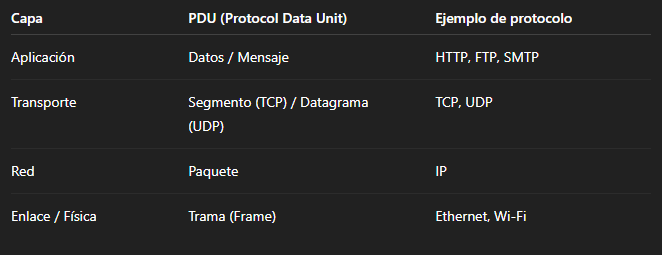 Capa PDU (Protocol Data Unit) Ejemplo de protocolo
Aplicación Datos / Mensaje HTTP, FTP, SMTP
Transporte Segmento (TCP) / Datagrama TCP, UDP
(UDP)
Red Paquete IP
Enlace / Física Trama (Frame) Ethernet, Wi-Fi